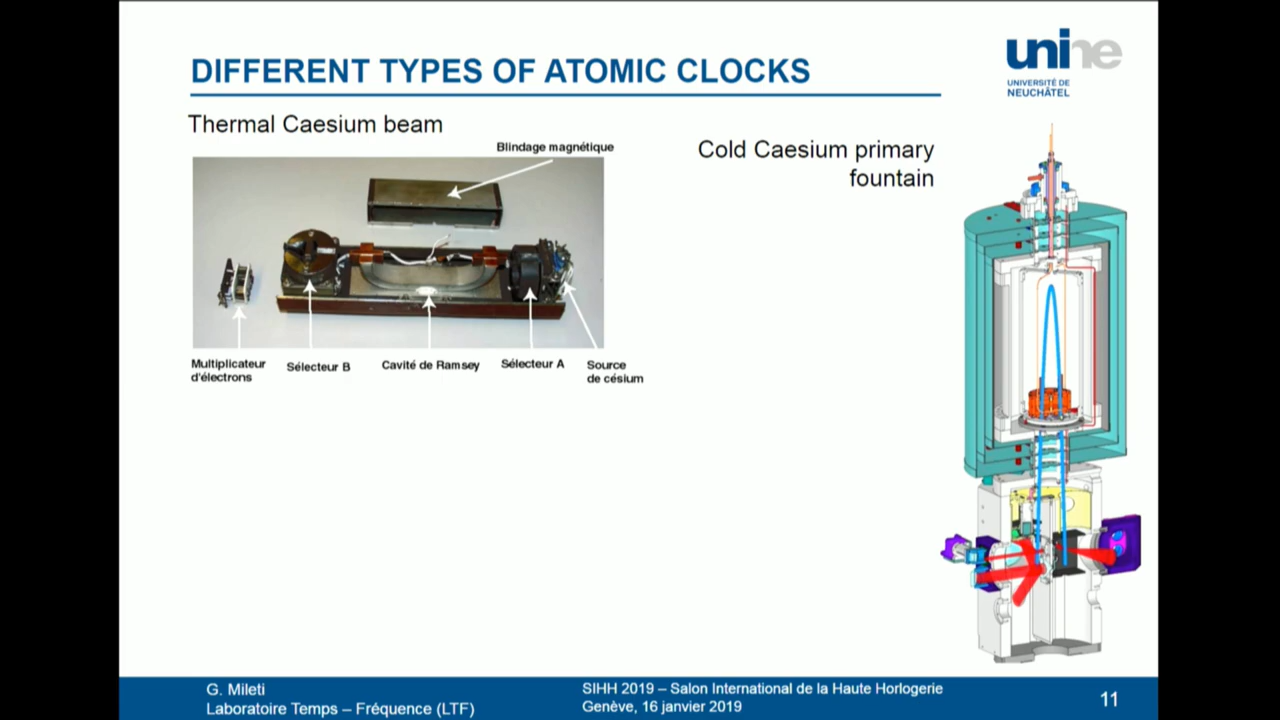 DIFFERENT TYPES OF ATOMIC CLOCKS
unine
UNIVERSITÉ DE
NEUCHÂTEL
Thermal Caesium beam
Blindage magnétique
Cold Caesium primary
fountain
Multiplicateur
d'électrons
Sélecteur B
Cavité de Ramsey
Sélecteur A
Source
de césium
G. Mileti
Laboratoire Temps – Fréquence (LTF)
SIHH 2019 – Salon International de la Haute Horlogerie
Genève, 16 janvier 2019
11